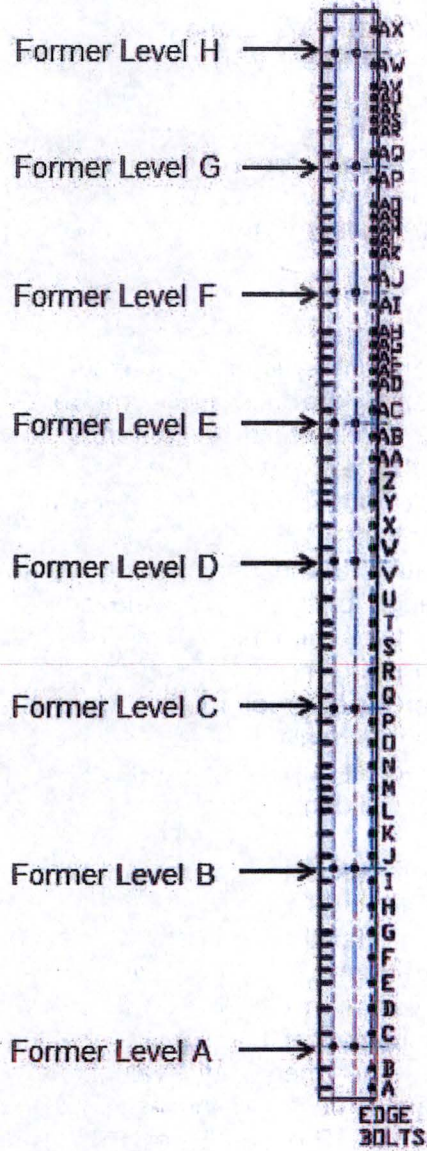 AX
Former Level H
AW
AQ
Former Level G
AP
AJ
Former Level F
AI
AD
AC
Former Level E
AB
AA
Z
Y
X
W
Former Level D
V
U
T
S
R
Q
Former Level C
P
O
N
M
L
K
J
Former Level B
I
H
G
F
E
D
C
Former Level A
B
A
EDGE
BOLTS